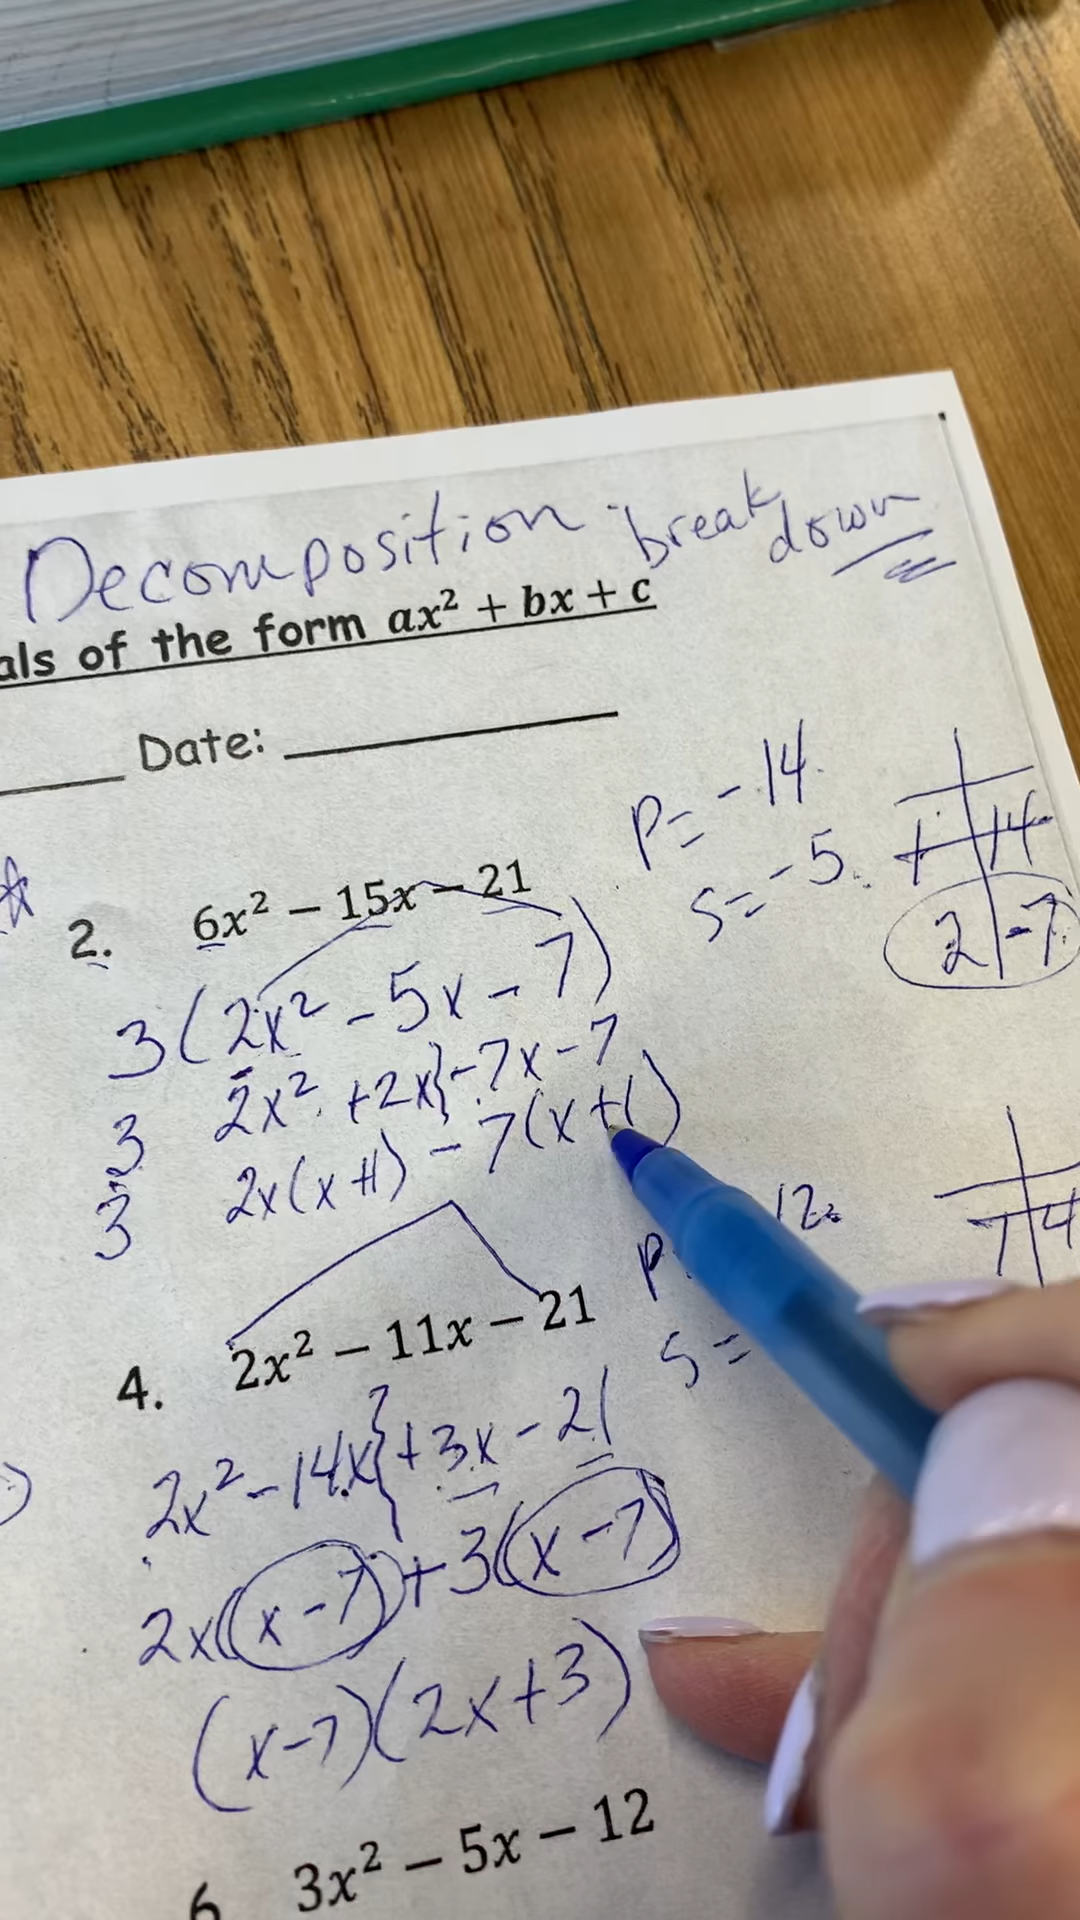 Decomposition - break down
als of the form ax² + bx + c
Date:
P = -14
S = -5
1 14
2 -7
2. 6x² - 15x - 21
3(2x² - 5x - 7)
3 2x² + 2x} - 7x - 7
3 2x(x+1) - 7(x+1)
12
P
S =
4. 2x² - 11x - 21
2x² - 14x} + 3x - 21
2x(x-7) + 3(x-7)
(x-7)(2x+3)
6 3x² - 5x - 12